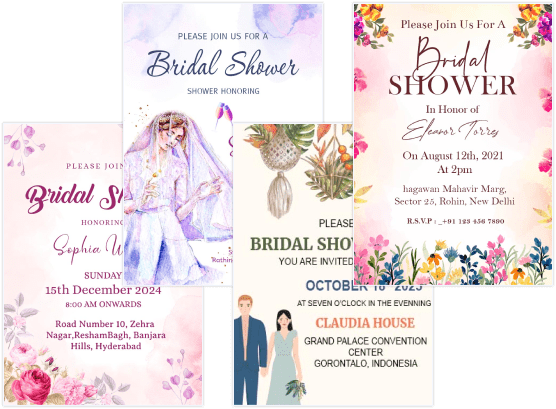 PLEASE JOIN US FOR A
Bridal Shower
SHOWER HONORING
Please Join Us For A
Bridal
SHOWER
In Honor of
Eleanor Torres
On August 12th, 2021
At 2pm
hagawan Mahavir Marg,
Sector 25, Rohin, New Delhi
R.S.V.P : _+91 123 456 7890
PLEASE JOIN
Bridal
HONORING
Sophia
SUNDAY
15th December 2024
8:00 AM ONWARDS
Road Number 10, Zehra
Nagar,ReshamBagh, Banjara
Hills, Hyderabad
PLEASE
BRIDAL SHO
YOU ARE INVITED
OCTOBER 2023
AT SEVEN O'CLOCK IN THE EVENNING
CLAUDIA HOUSE
GRAND PALACE CONVENTION
CENTER
GORONTALO, INDONESIA